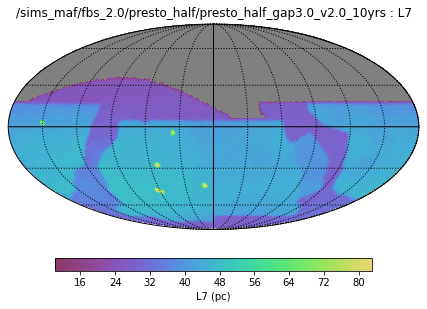 /sims_maf/fbs_2.0/presto_half/presto_half_gap3.0_v2.0_10yrs : L7
16 24 32 40 48 56 64 72 80
L7 (pc)